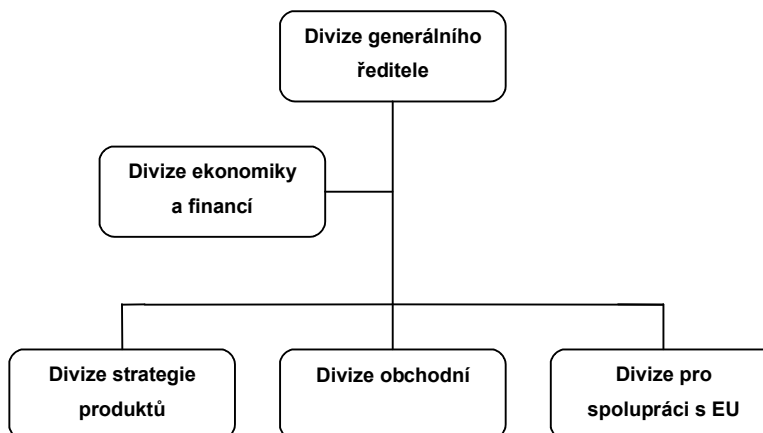 Divize generálního
ředitele
Divize ekonomiky
a financí
Divize strategie
produktů
Divize obchodní
Divize pro
spolupráci s EU